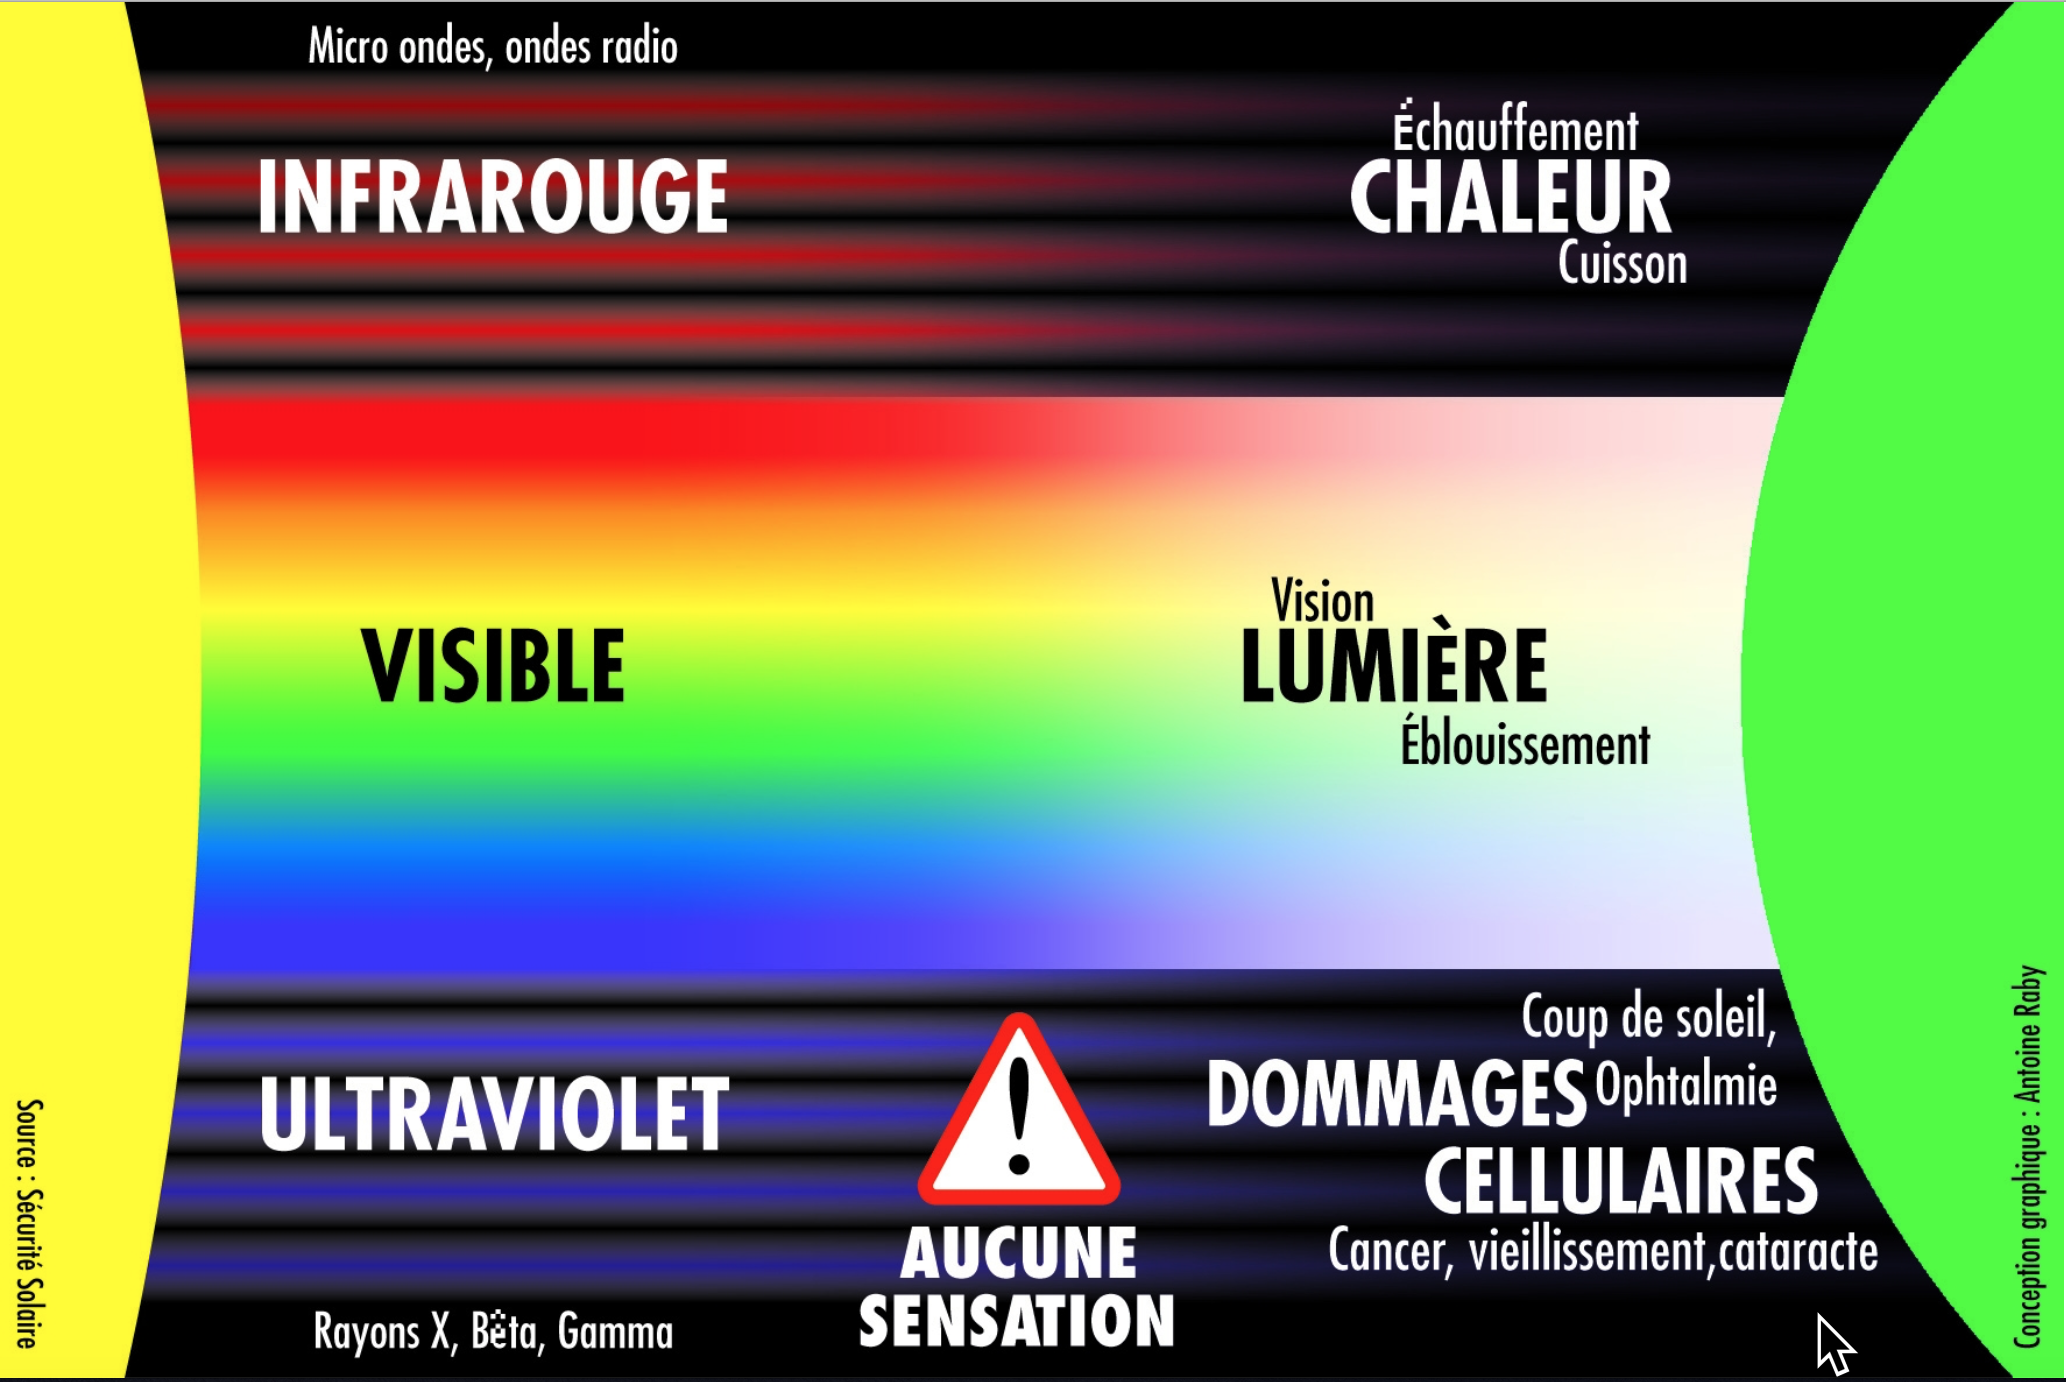 Micro ondes, ondes radio
INFRAROUGE
Échauffement
CHALEUR
Cuisson
VISIBLE
Vision
LUMIÈRE
Éblouissement
ULTRAVIOLET
AUCUNE
SENSATION
Coup de soleil,
DOMMAGES Ophtalmie
CELLULAIRES
Cancer, vieillissement,cataracte
Rayons X, Bêta, Gamma
Source : Sécurité Solaire
Conception graphique : Antoine Raby